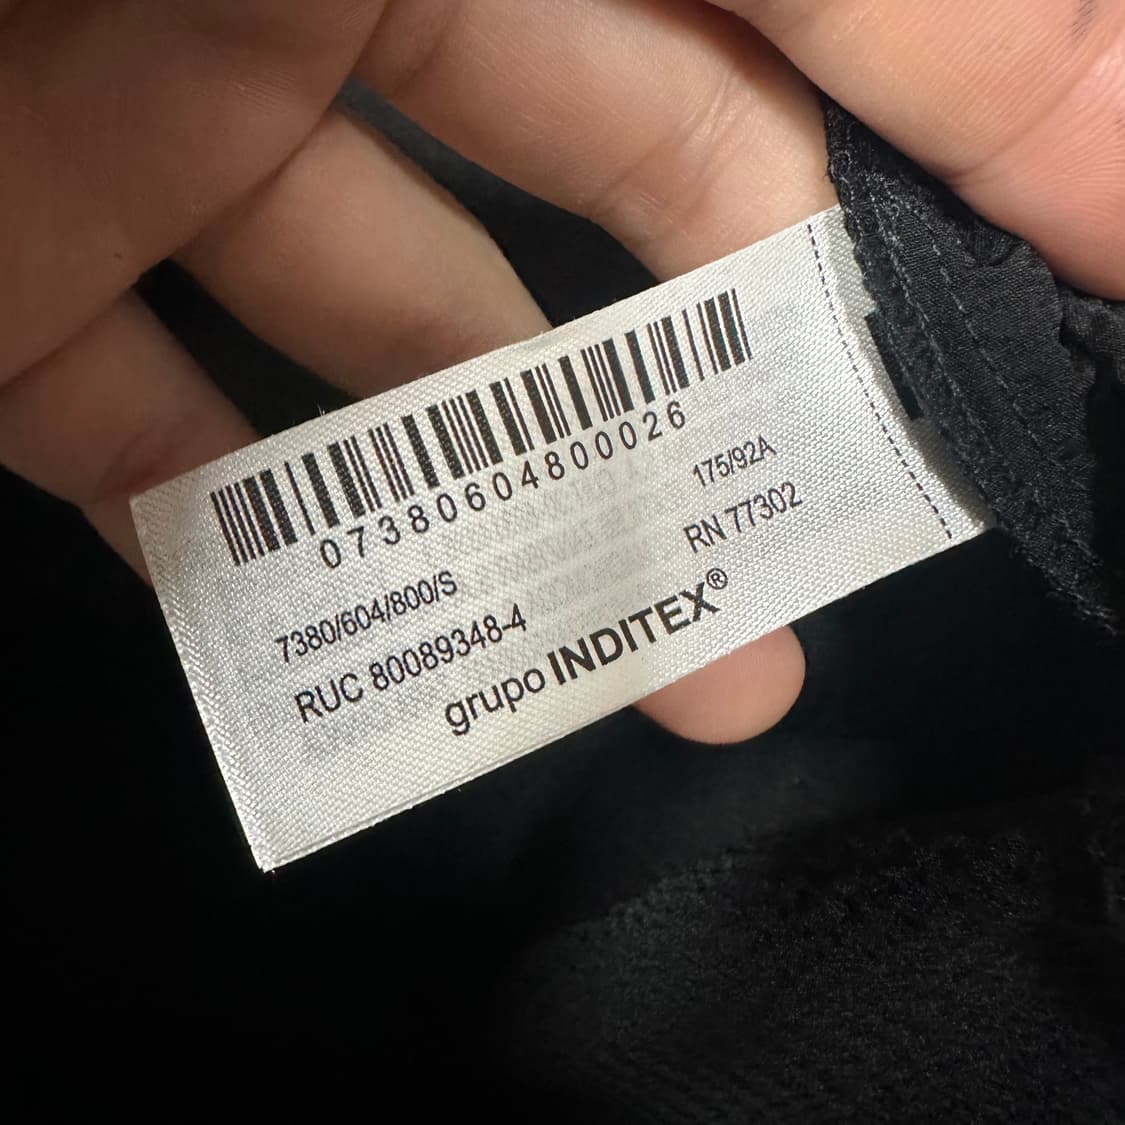 07380604800026
7380/604/800/S 175/92A
RUC 80089348-4 RN 77302
grupo INDITEX®